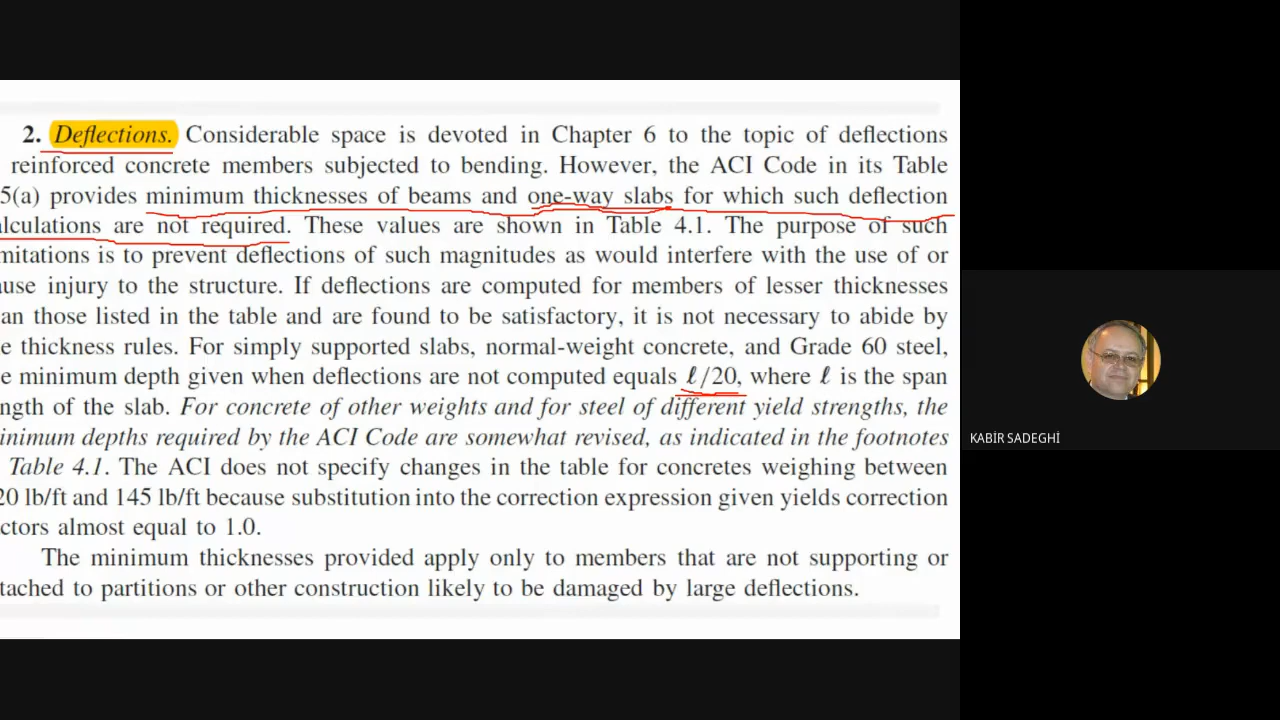 2. Deflections. Considerable space is devoted in Chapter 6 to the topic of deflections
reinforced concrete members subjected to bending. However, the ACI Code in its Table
5(a) provides minimum thicknesses of beams and one-way slabs for which such deflection
lculations are not required. These values are shown in Table 4.1. The purpose of such
mitations is to prevent deflections of such magnitudes as would interfere with the use of or
use injury to the structure. If deflections are computed for members of lesser thicknesses
an those listed in the table and are found to be satisfactory, it is not necessary to abide by
e thickness rules. For simply supported slabs, normal-weight concrete, and Grade 60 steel,
e minimum depth given when deflections are not computed equals ℓ/20, where ℓ is the span
ngth of the slab. For concrete of other weights and for steel of different yield strengths, the
inimum depths required by the ACI Code are somewhat revised, as indicated in the footnotes
Table 4.1. The ACI does not specify changes in the table for concretes weighing between
20 lb/ft and 145 lb/ft because substitution into the correction expression given yields correction
ctors almost equal to 1.0.
The minimum thicknesses provided apply only to members that are not supporting or
tached to partitions or other construction likely to be damaged by large deflections.
KABİR SADEGHİ